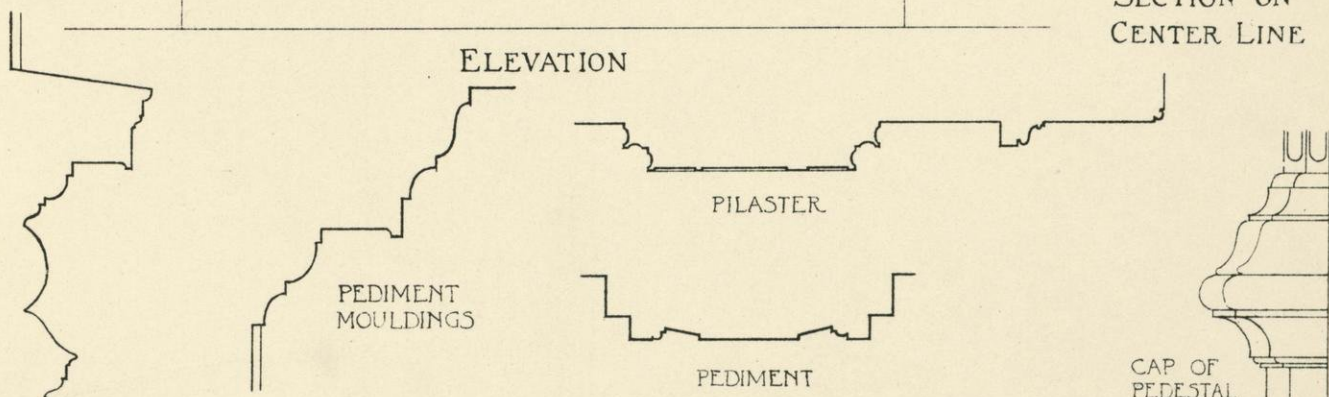 SECTION ON
CENTER LINE
ELEVATION
PILASTER
PEDIMENT
MOULDINGS
PEDIMENT
CAP OF
PEDESTAL